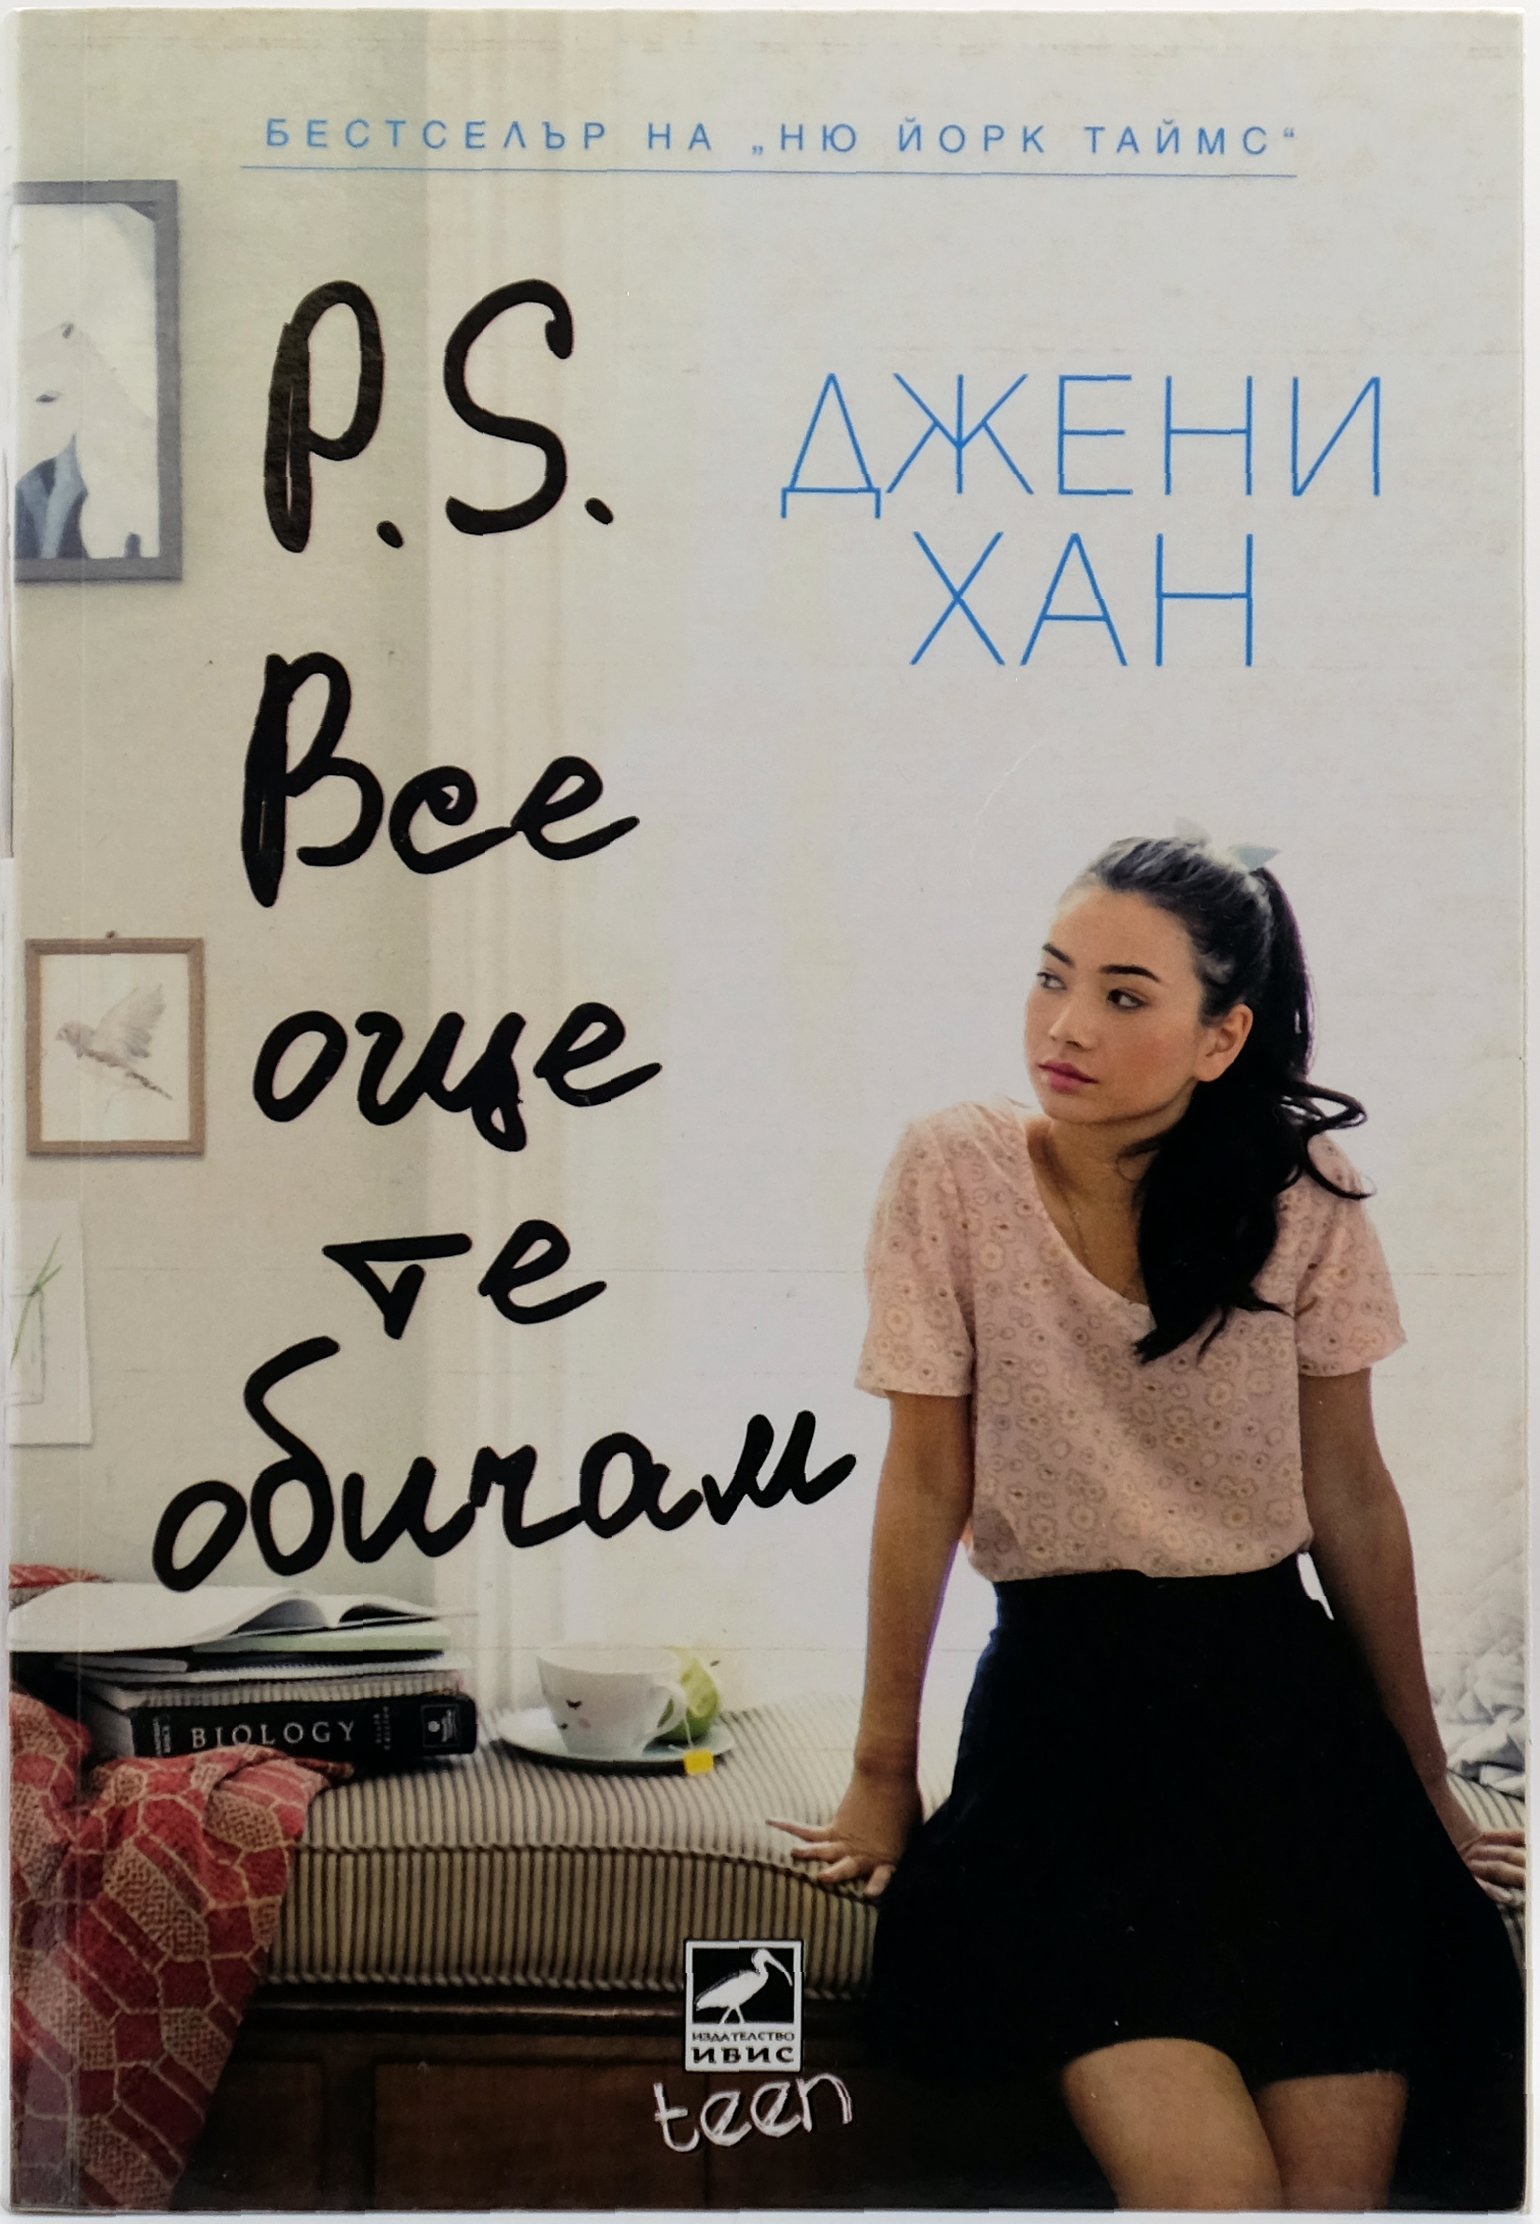 БЕСТСЕЛЪР НА „НЮ ЙОРК ТАЙМС“
P.S.
Все
още
те
обичам
ДЖЕНИ
ХАН
BIOLOGY
ИЗДАТЕЛСТВО
ИБИС
teen